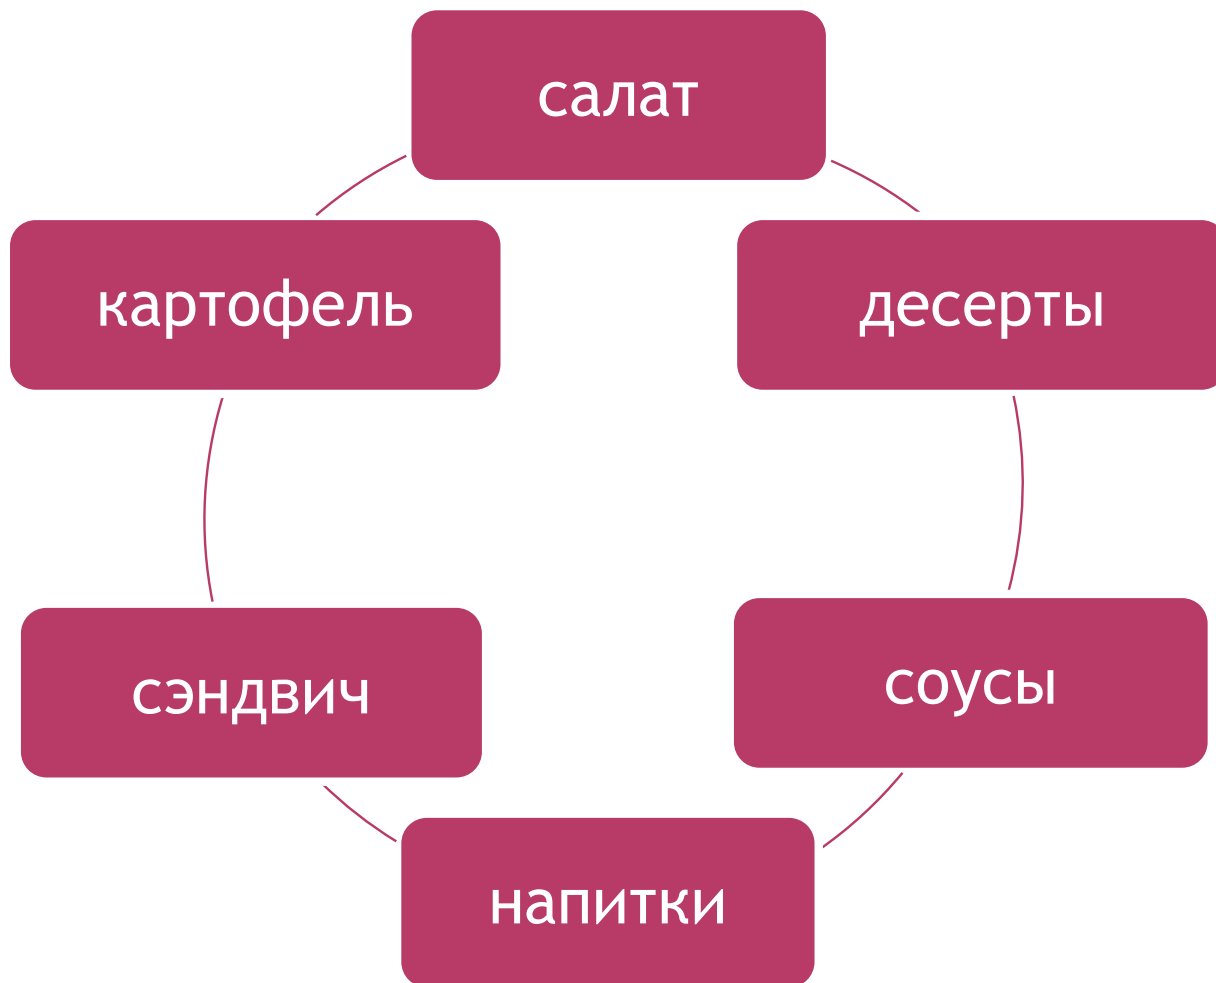 салат
картофель
десерты
сэндвич
соусы
напитки